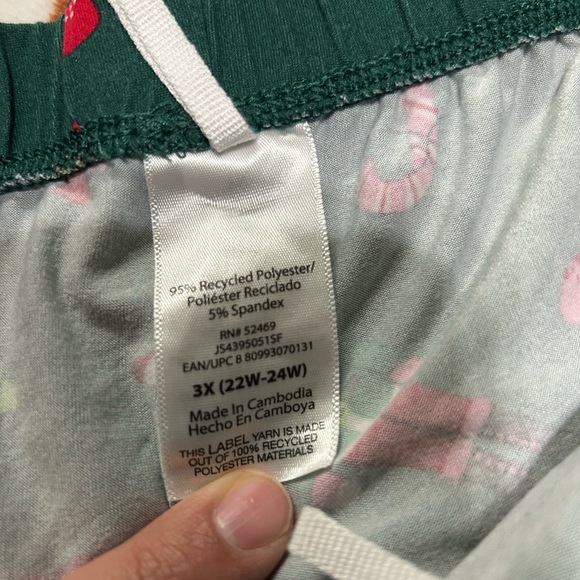 95% Recycled Polyester/
Poliéster Reciclado
5% Spandex
RN# 52469
JS4395051SF
EAN/UPC 8 80993070131
3X (22W-24W)
Made In Cambodia
Hecho En Camboya
THIS LABEL YARN IS MADE
OUT OF 100% RECYCLED
POLYESTER MATERIALS